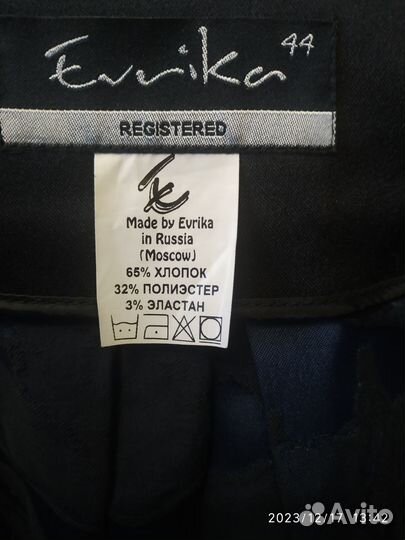 Evrika 44
REGISTERED
Made by Evrika
in Russia
(Moscow)
65% ХЛОПОК
32% ПОЛИЭСТЕР
3% ЭЛАСТАН
2023/12/17 13:42
Avito